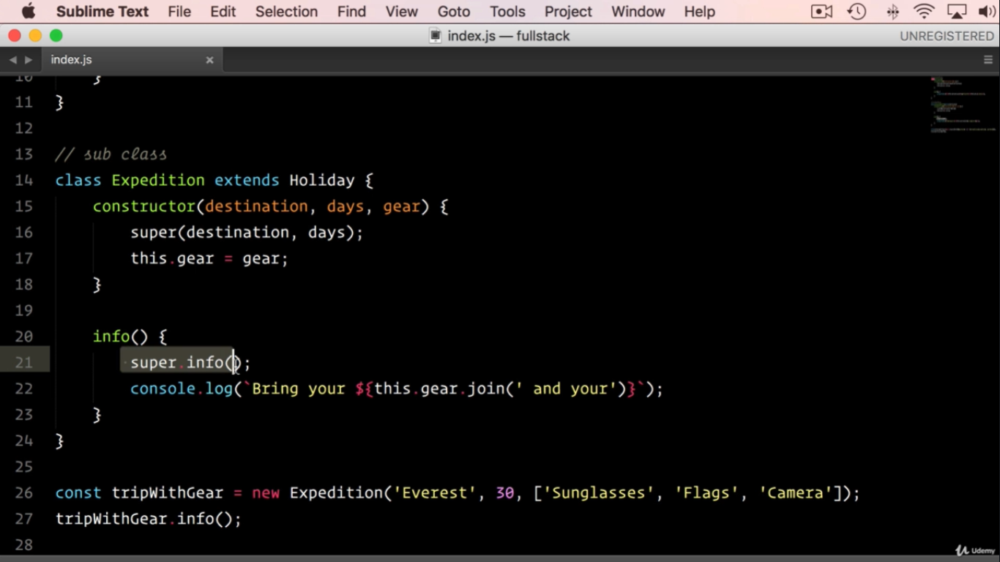 Sublime Text File Edit Selection Find View Goto Tools Project Window Help
index.js — fullstack UNREGISTERED
index.js
10 }
11 }
12
13 // sub class
14 class Expedition extends Holiday {
15 constructor(destination, days, gear) {
16 super(destination, days);
17 this.gear = gear;
18 }
19
20 info() {
21 super.info();
22 console.log(`Bring your ${this.gear.join(' and your')}`);
23 }
24 }
25
26 const tripWithGear = new Expedition('Everest', 30, ['Sunglasses', 'Flags', 'Camera']);
27 tripWithGear.info();
28
Udemy